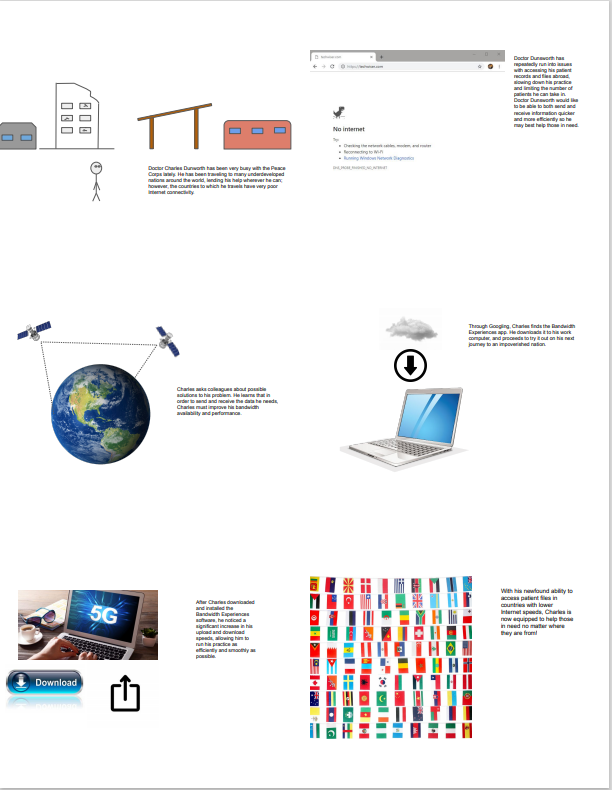 Doctor Charles Dunworth has been very busy with the Peace
Corps lately. He has been traveling to many underdeveloped
nations around the world, lending his help wherever he can;
however, the countries to which he travels have very poor
Internet connectivity.
No internet
Checking the network cables, modem, and router
Reconnecting to Wi-Fi
Running Windows Network Diagnostics
Doctor Dunsworth has
repeatedly run into issues
with accessing his patient
records and files abroad,
slowing down his practice
and limiting the number of
patients he can take in.
Doctor Dunsworth would like
to be able to both send and
receive information quicker
and more efficiently so he
may best help those in need.
Charles asks colleagues about possible
solutions to his problem. He learns that in
order to send and receive the data he needs,
Charles must improve his bandwidth
availability and performance.
Through Googling, Charles finds the Bandwidth
Experiences app. He downloads it to his work
computer, and proceeds to try it out on his next
journey to an impoverished nation.
5G
Download
After Charles downloaded
and installed the
Bandwidth Experiences
software, he noticed a
significant increase in his
upload and download
speeds, allowing him to
run his practice as
efficiently and smoothly as
possible.
With his newfound ability to
access patient files in
countries with lower
Internet speeds, Charles is
now equipped to help those
in need no matter where
they are from!